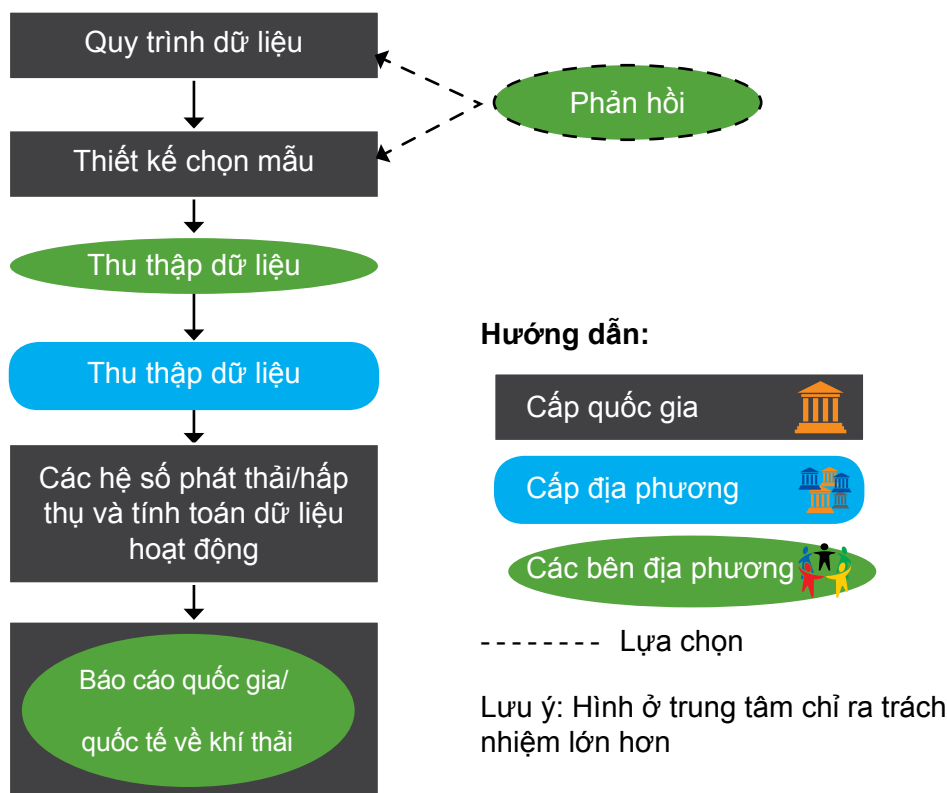 Quy trình dữ liệu
Phản hồi
Thiết kế chọn mẫu
Thu thập dữ liệu
Thu thập dữ liệu
Các hệ số phát thải/hấp
thụ và tính toán dữ liệu
hoạt động
Báo cáo quốc gia/
quốc tế về khí thải
Hướng dẫn:
Cấp quốc gia
Cấp địa phương
Các bên địa phương
-------- Lựa chọn
Lưu ý: Hình ở trung tâm chỉ ra trách
nhiệm lớn hơn